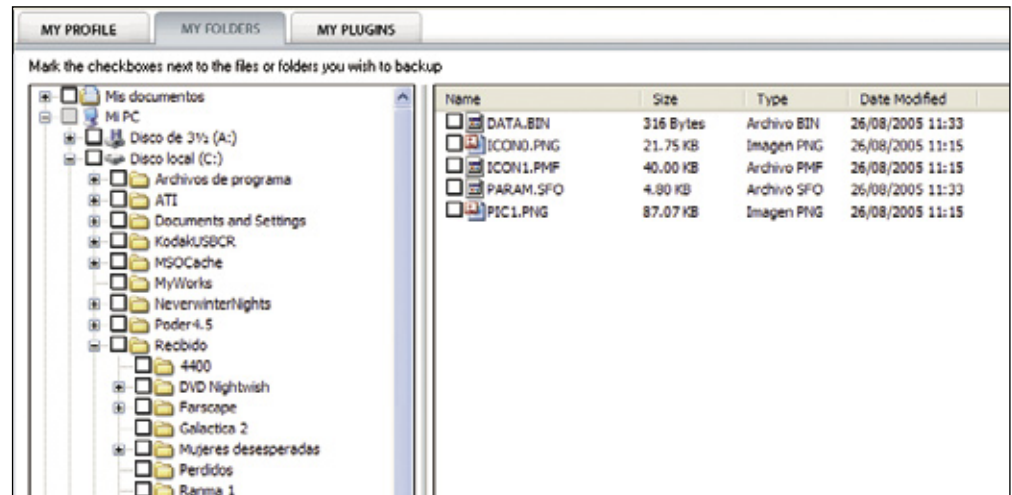 MY PROFILE MY FOLDERS MY PLUGINS
Mark the checkboxes next to the files or folders you wish to backup
Mis documentos
Mi PC
Disco de 3½ (A:)
Disco local (C:)
Archivos de programa
ATI
Documents and Settings
KodakUSBCR
MSOCache
MyWorks
NeverwinterNights
Poder4.5
Recibido
4400
DVD Nightwish
Farscape
Galactica 2
Mujeres desesperadas
Perdidos
Ranma 1
Name Size Type Date Modified
DATA.BIN 316 Bytes Archivo BIN 26/08/2005 11:33
ICON0.PNG 21.75 KB Imagen PNG 26/08/2005 11:15
ICON1.PMF 40.00 KB Archivo PMF 26/08/2005 11:15
PARAM.SFO 4.80 KB Archivo SFO 26/08/2005 11:33
PIC1.PNG 87.07 KB Imagen PNG 26/08/2005 11:15